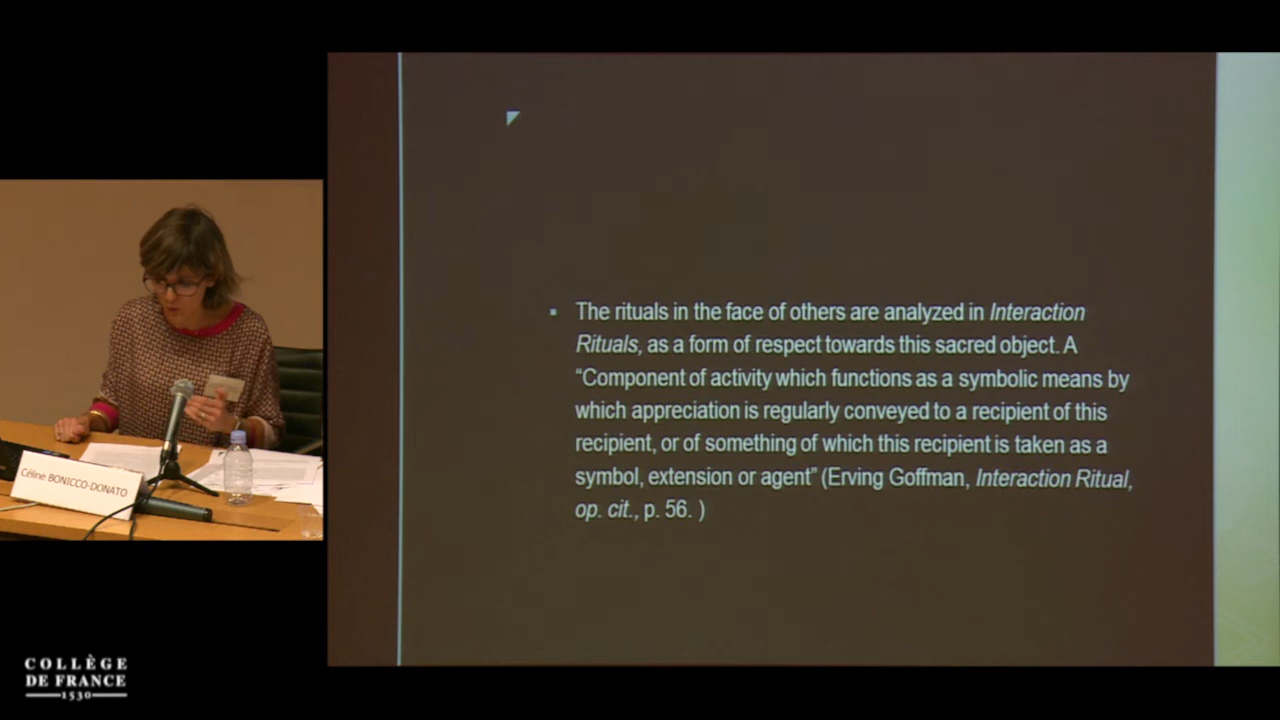 The rituals in the face of others are analyzed in Interaction
Rituals, as a form of respect towards this sacred object. A
“Component of activity which functions as a symbolic means by
which appreciation is regularly conveyed to a recipient of this
recipient, or of something of which this recipient is taken as a
symbol, extension or agent” (Erving Goffman, Interaction Ritual,
op. cit., p. 56. )
Céline BONICCO-DONATO
COLLÈGE
DE FRANCE
1530